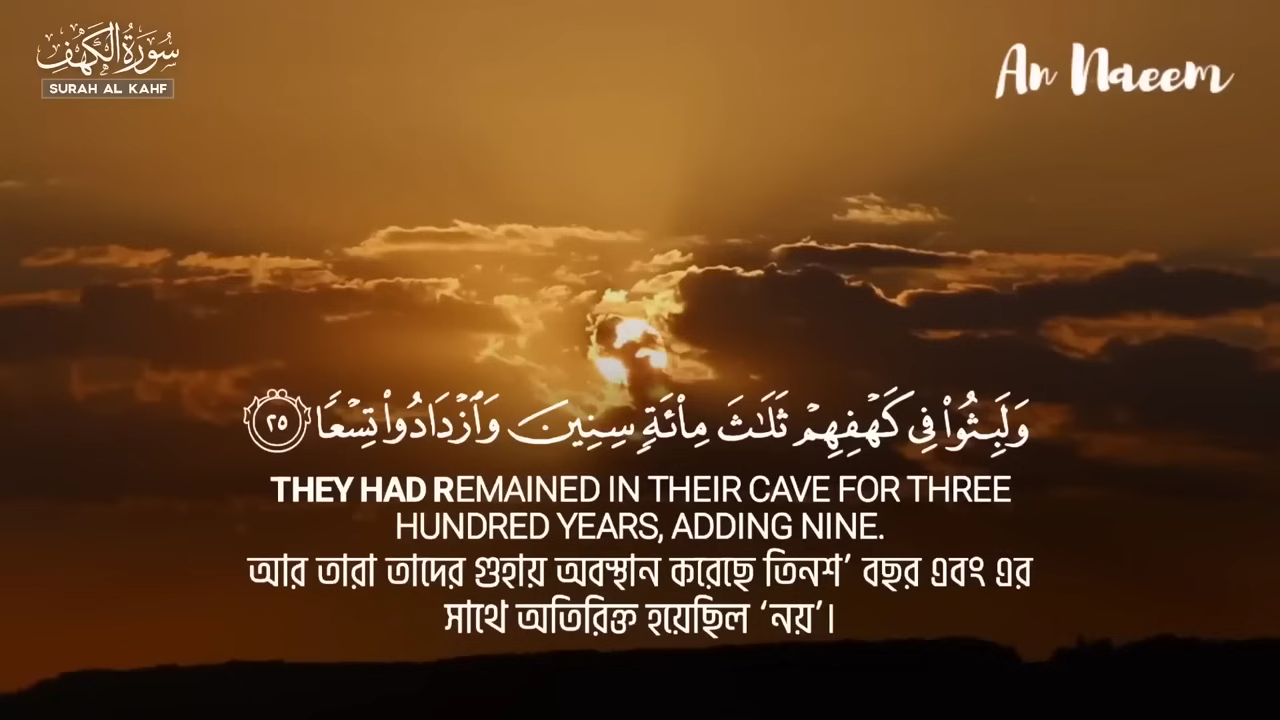 سُورَةُ الْكَهْفِ
SURAH AL KAHF
An Naeem
وَلَبِثُوا۟ فِى كَهْفِهِمْ ثَلَـٰثَ مِا۟ئَةٍ سِنِينَ وَٱزْدَادُوا۟ تِسْعًا ٢٥
THEY HAD REMAINED IN THEIR CAVE FOR THREE
HUNDRED YEARS, ADDING NINE.
আর তারা তাদের গুহায় অবস্থান করেছে তিনশ’ বছর এবং এর
সাথে অতিরিক্ত হয়েছিল ‘নয়’।